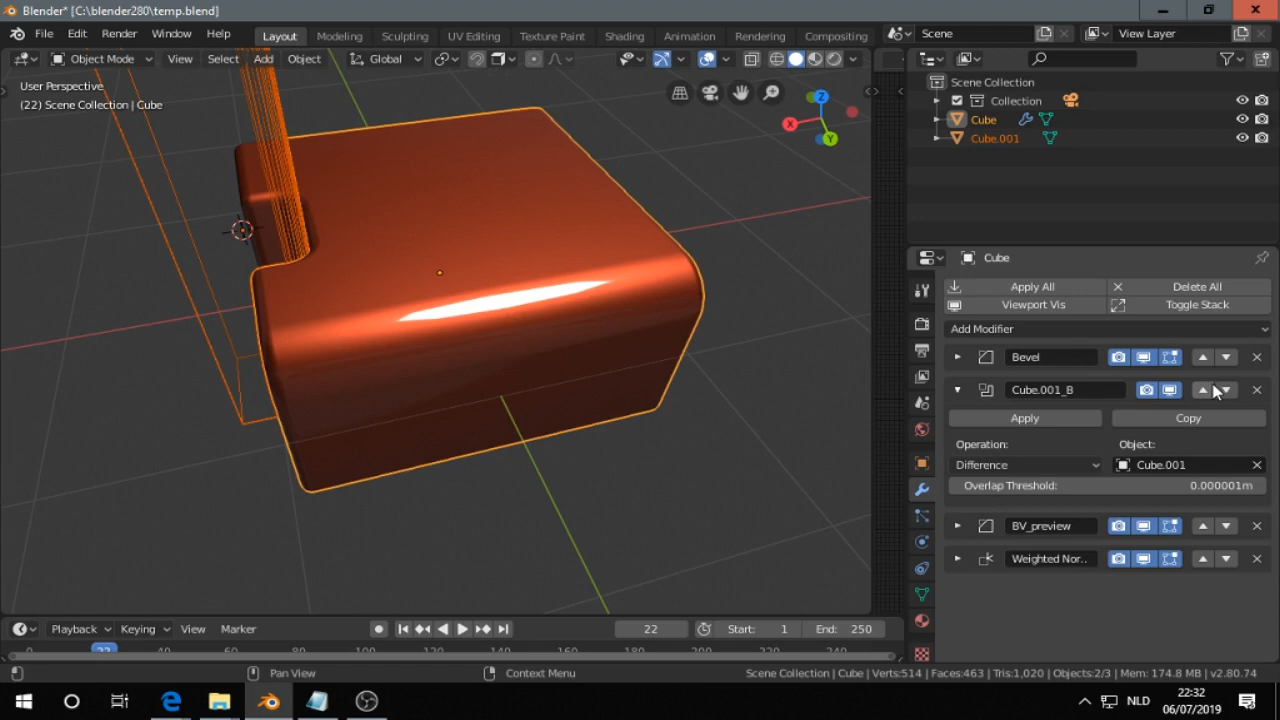 Blender* [C:\blender280\temp.blend]
File Edit Render Window Help Layout Modeling Sculpting UV Editing Texture Paint Shading Animation Rendering Compositing Scene View Layer
Object Mode View Select Add Object Global
User Perspective
(22) Scene Collection | Cube
X Y Z
Scene Collection
Collection
Cube
Cube.001
Cube
Apply All Delete All
Viewport Vis Toggle Stack
Add Modifier
Bevel
Cube.001_B
Apply Copy
Operation: Object:
Difference Cube.001
Overlap Threshold: 0.000001m
BV_preview
Weighted Nor..
Playback Keying View Marker 22 Start: 1 End: 250
22
Pan View Context Menu Scene Collection | Cube | Verts:514 | Faces:463 | Tris:1,020 | Objects:2/3 | Mem: 174.8 MB | v2.80.74
NLD 22:32
06/07/2019